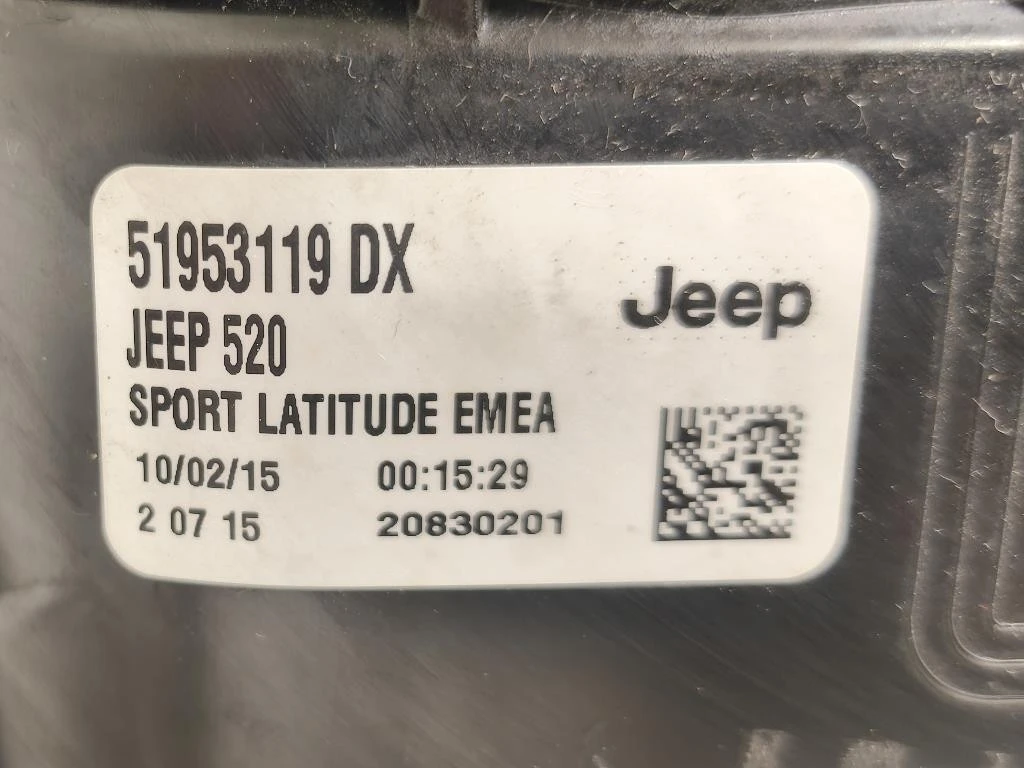 51953119 DX
JEEP 520
Jeep
SPORT LATITUDE EMEA
10/02/15 00:15:29
2 07 15 20830201